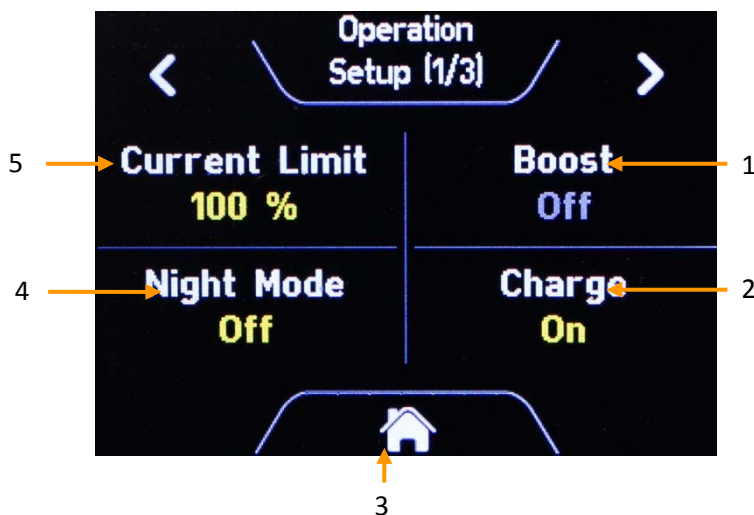 Operation
Setup (1/3)
5
Current Limit
100 %
Boost
Off
1
4
Night Mode
Off
Charge
On
2
3